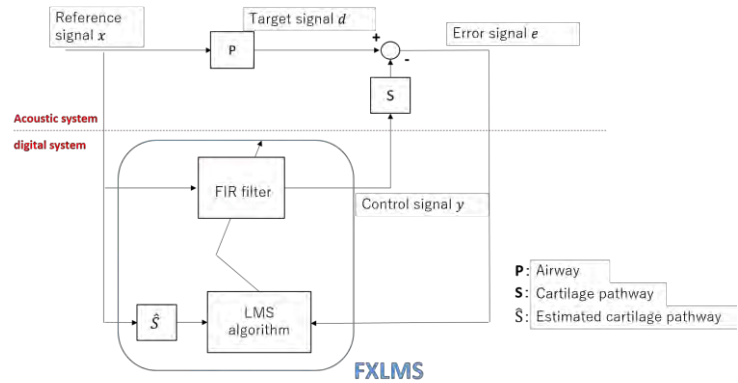 Reference
signal x
Target signal d
Error signal e
P
+
-
S
Acoustic system
digital system
FIR filter
Control signal y
Ŝ
LMS
algorithm
P: Airway
S: Cartilage pathway
Ŝ: Estimated cartilage pathway
FXLMS